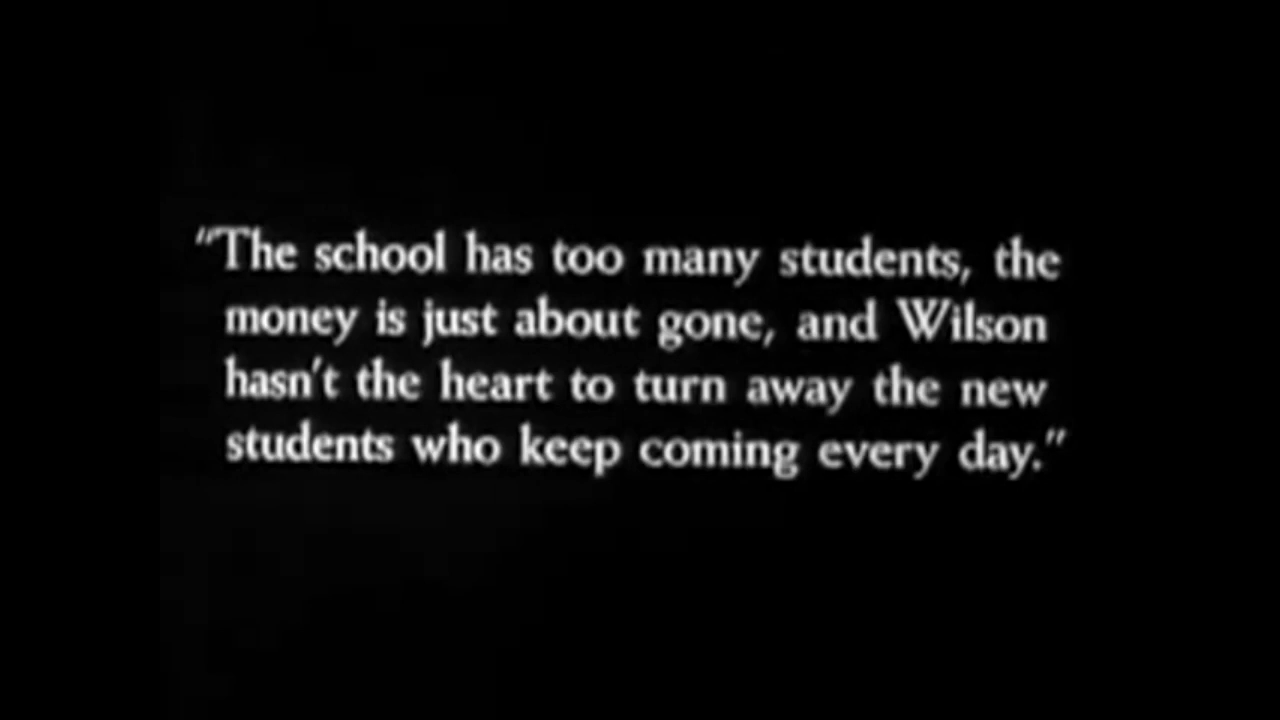 "The school has too many students, the
money is just about gone, and Wilson
hasn't the heart to turn away the new
students who keep coming every day."